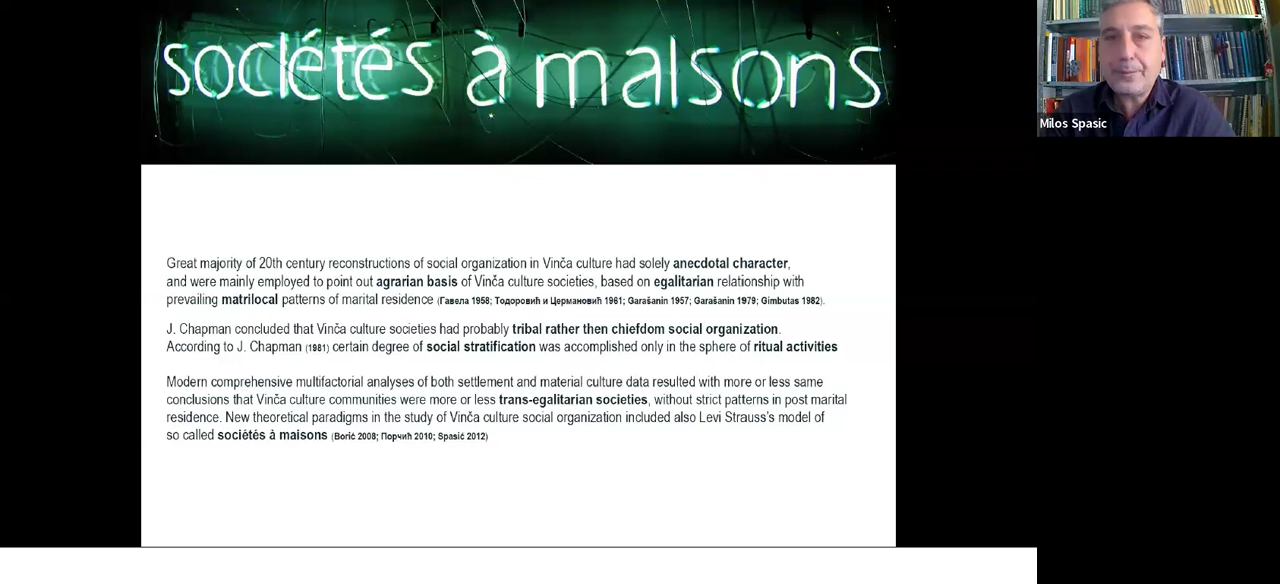 sociétés à maisons
Milos Spasic
Great majority of 20th century reconstructions of social organization in Vinča culture had solely anecdotal character,
and were mainly employed to point out agrarian basis of Vinča culture societies, based on egalitarian relationship with
prevailing matrilocal patterns of marital residence (Гавела 1958; Тодоровић и Цермановић 1961; Garašanin 1957; Garašanin 1979; Gimbutas 1982).
J. Chapman concluded that Vinča culture societies had probably tribal rather then chiefdom social organization.
According to J. Chapman (1981) certain degree of social stratification was accomplished only in the sphere of ritual activities
Modern comprehensive multifactorial analyses of both settlement and material culture data resulted with more or less same
conclusions that Vinča culture communities were more or less trans-egalitarian societies, without strict patterns in post marital
residence. New theoretical paradigms in the study of Vinča culture social organization included also Levi Strauss's model of
so called sociétés à maisons (Borić 2008; Порчић 2010; Spasić 2012)